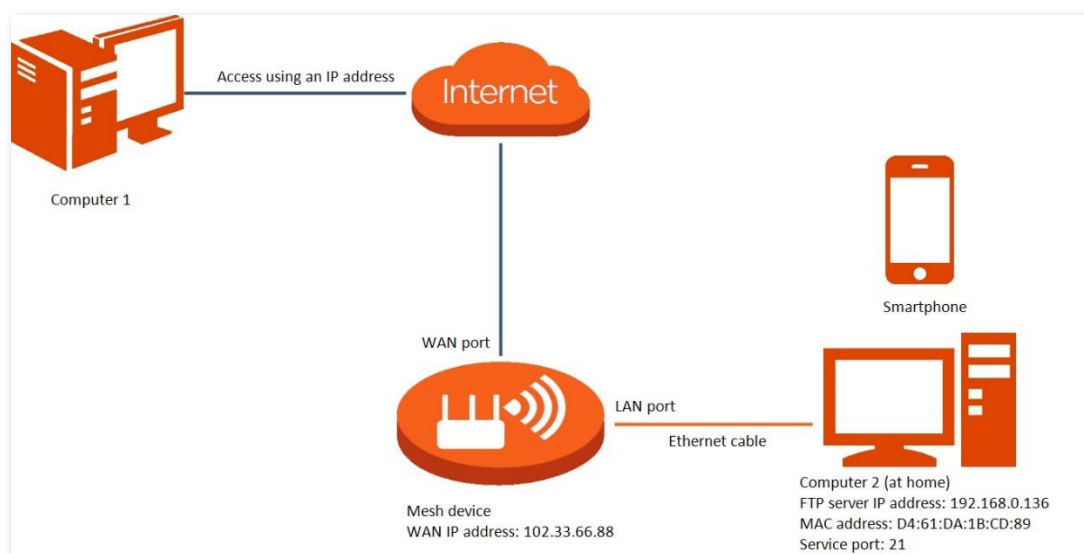 Access using an IP address
Internet
Computer 1
Smartphone
WAN port
LAN port
Ethernet cable
Mesh device
WAN IP address: 102.33.66.88
Computer 2 (at home)
FTP server IP address: 192.168.0.136
MAC address: D4:61:DA:1B:CD:89
Service port: 21